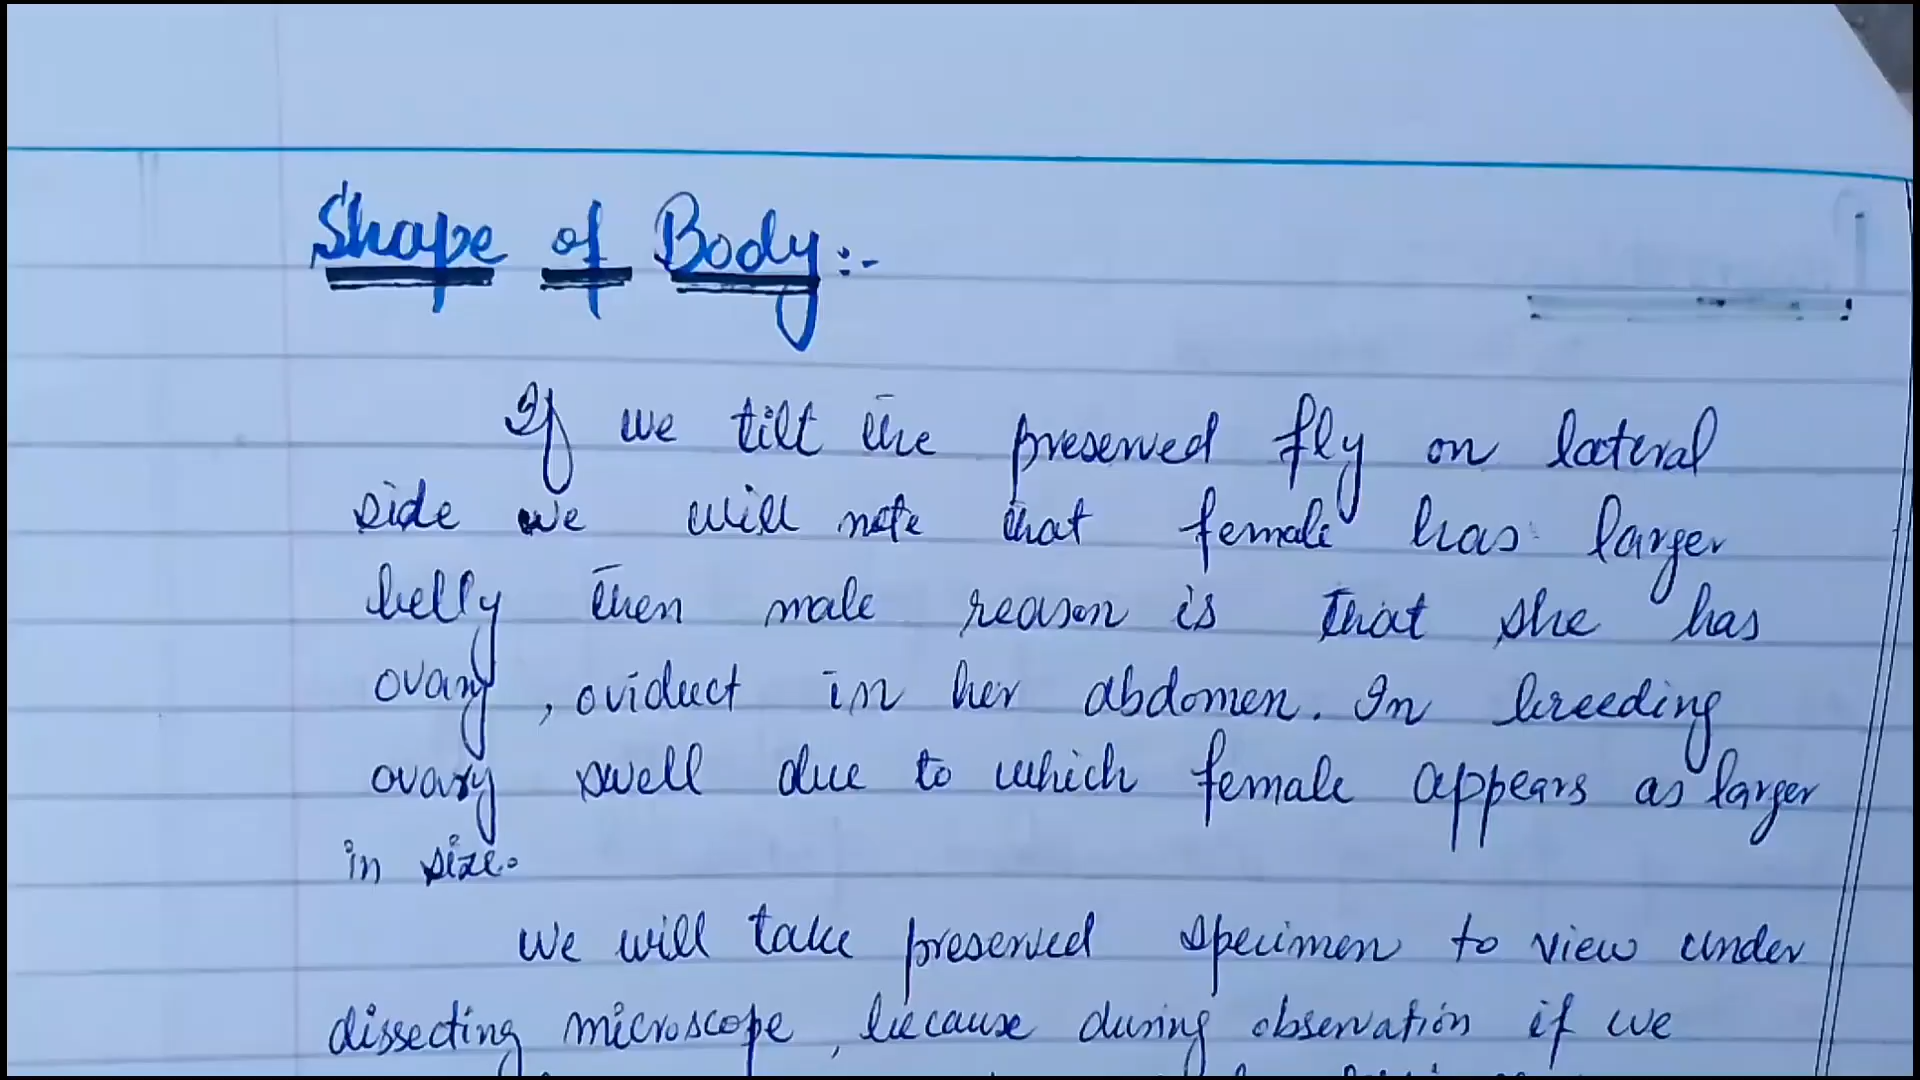 Shape of Body:-
If we tilt the preserved fly on lateral
side we will note that female has larger
belly then male reason is that she has
ovary, oviduct in her abdomen. In breeding
ovary swell due to which female appears as larger
in size.
We will take preserved specimen to view under
dissecting microscope, because during observation if we